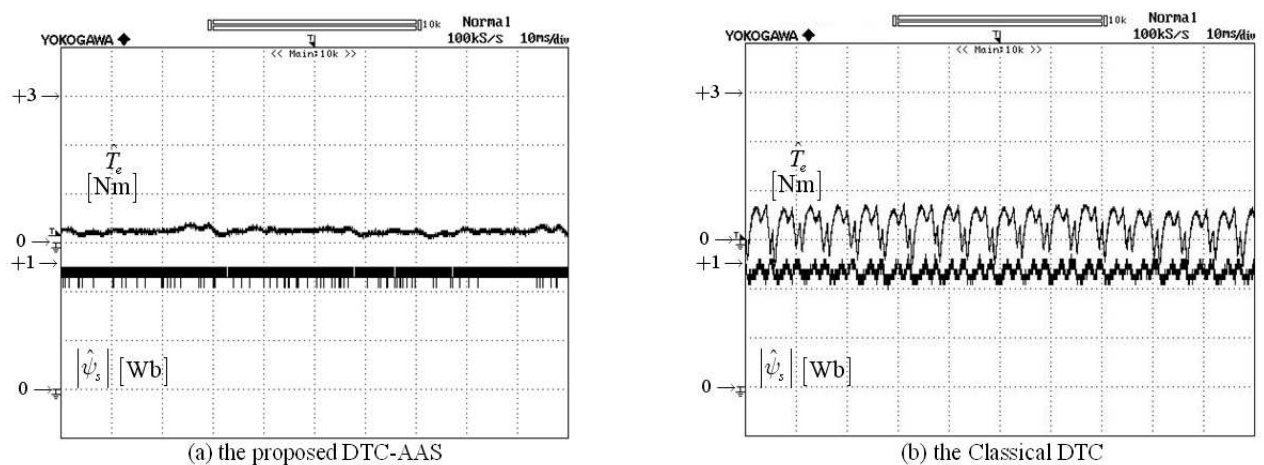 10k
Normal
YOKOGAWA ◆
100kS/s 10ms/div
<< Main:10k >>
+3
T̂e
[Nm]
0
+1
|ψ̂s| [Wb]
0
(a) the proposed DTC-AAS
10k
Normal
YOKOGAWA ◆
100kS/s 10ms/div
<< Main:10k >>
+3
T̂e
[Nm]
0
+1
|ψ̂s| [Wb]
0
(b) the Classical DTC